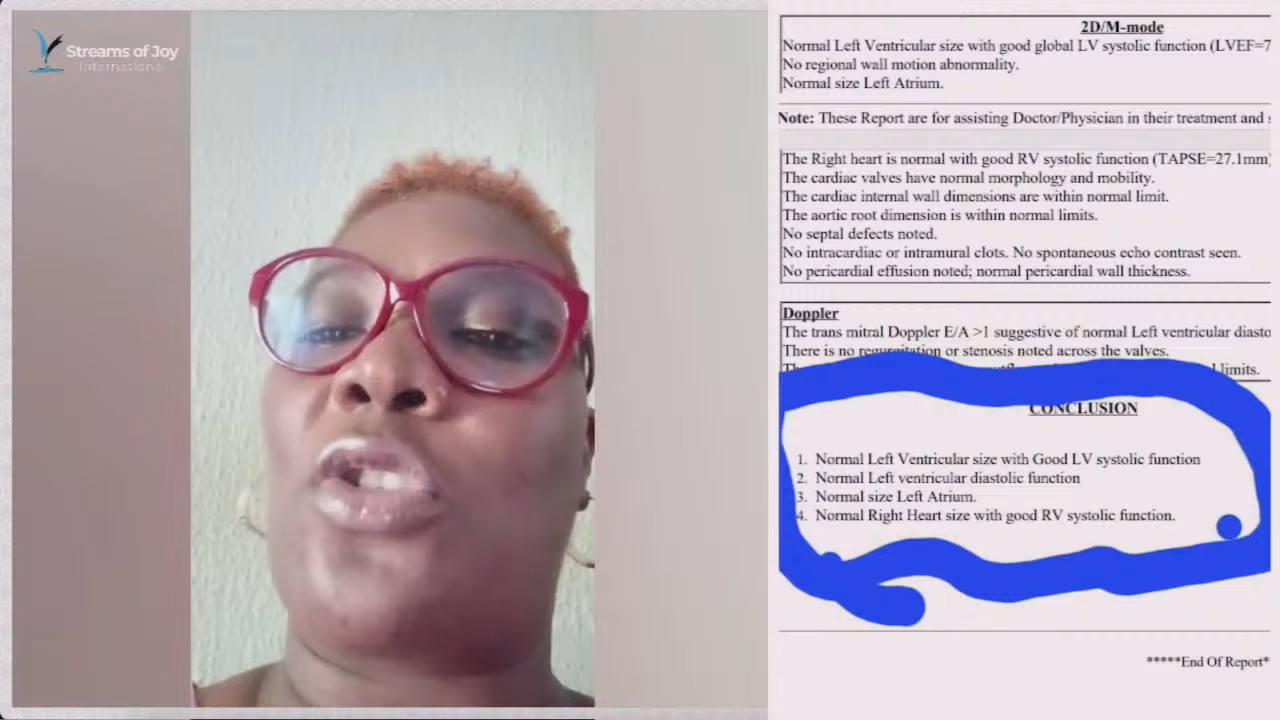 Streams of Joy
International
2D/M-mode
Normal Left Ventricular size with good global LV systolic function (LVEF=7
No regional wall motion abnormality.
Normal size Left Atrium.
Note: These Report are for assisting Doctor/Physician in their treatment and
The Right heart is normal with good RV systolic function (TAPSE=27.1mm)
The cardiac valves have normal morphology and mobility.
The cardiac internal wall dimensions are within normal limit.
The aortic root dimension is within normal limits.
No septal defects noted.
No intracardiac or intramural clots. No spontaneous echo contrast seen.
No pericardial effusion noted; normal pericardial wall thickness.
Doppler
The trans mitral Doppler E/A >1 suggestive of normal Left ventricular diasto
There is no regurgitation or stenosis noted across the valves.
limits.
CONCLUSION
1. Normal Left Ventricular size with Good LV systolic function
2. Normal Left ventricular diastolic function
3. Normal size Left Atrium.
4. Normal Right Heart size with good RV systolic function.
*****End Of Report*